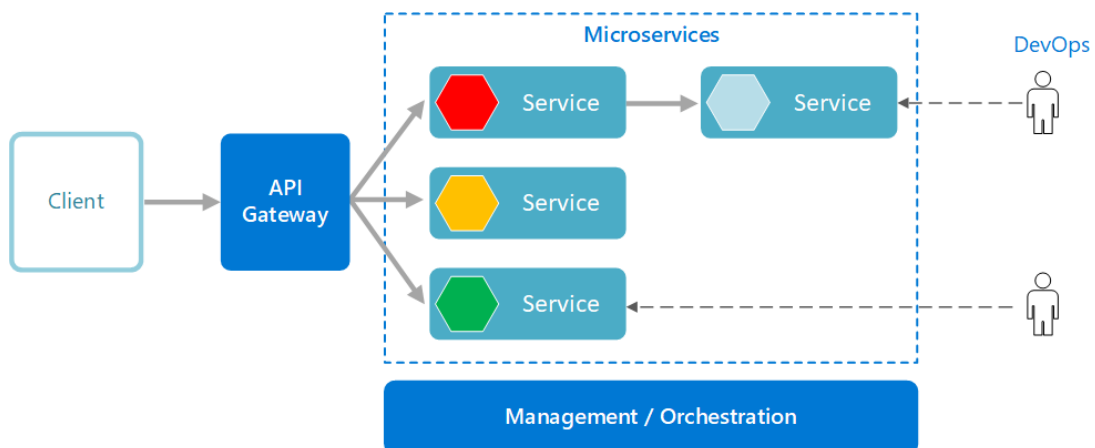 Microservices
DevOps
Service
Service
Client
API
Gateway
Service
Service
Management / Orchestration